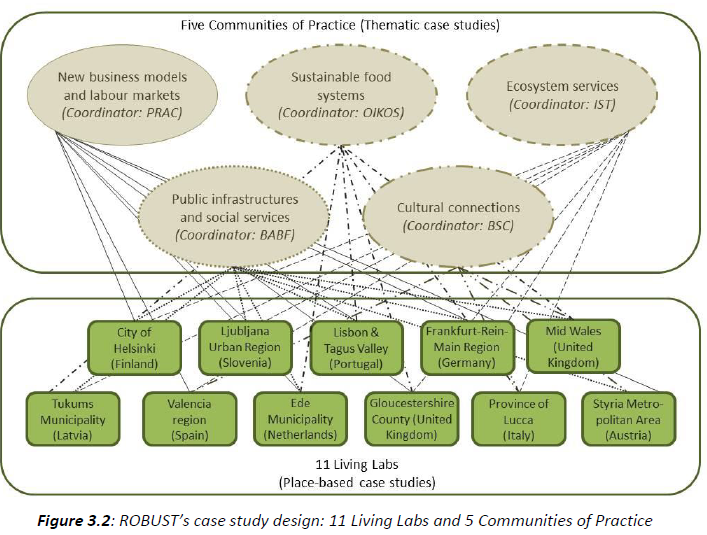 Five Communities of Practice (Thematic case studies)
New business models
and labour markets
(Coordinator: PRAC)
Sustainable food
systems
(Coordinator: OIKOS)
Ecosystem services
(Coordinator: IST)
Public infrastructures
and social services
(Coordinator: BABF)
Cultural connections
(Coordinator: BSC)
City of
Helsinki
(Finland)
Ljubljana
Urban Region
(Slovenia)
Lisbon &
Tagus Valley
(Portugal)
Frankfurt-Rein-
Main Region
(Germany)
Mid Wales
(United
Kingdom)
Tukums
Municipality
(Latvia)
Valencia
region
(Spain)
Ede
Municipality
(Netherlands)
Gloucestershire
County (United
Kingdom)
Province of
Lucca
(Italy)
Styria Metro-
politan Area
(Austria)
11 Living Labs
(Place-based case studies)
Figure 3.2: ROBUST's case study design: 11 Living Labs and 5 Communities of Practice